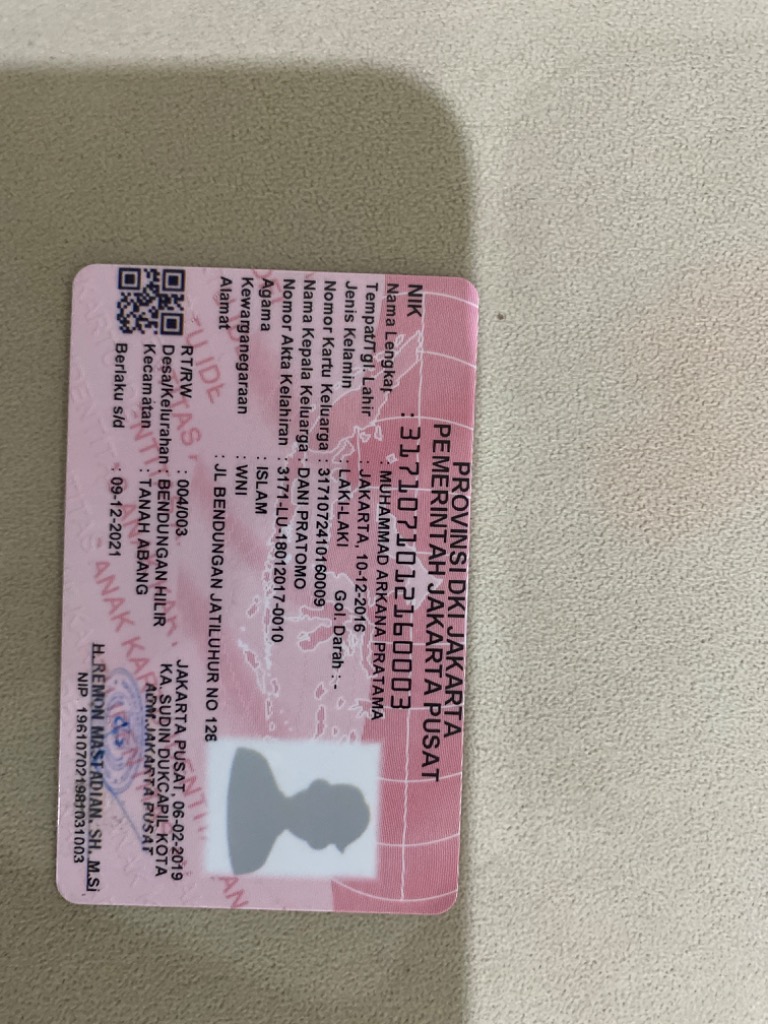 PROVINSI DKI JAKARTA
PEMERINTAH JAKARTA PUSAT
NIK : 3171071012160003
Nama Lengkap : MUHAMMAD ARKANA PRATAMA
Tempat/Tgl. Lahir : JAKARTA, 10-12-2016
Jenis Kelamin : LAKI-LAKI Gol.Darah : -
Nomor Kartu Keluarga : 3171072410160009
Nama Kepala Keluarga : DANI PRATOMO
Nomor Akta Kelahiran : 3171-LU-18012017-0010
Agama : ISLAM
Kewarganegaraan : WNI
Alamat : JL BENDUNGAN JATILUHUR NO 126
RT/RW : 004/003
Desa/Kelurahan : BENDUNGAN HILIR
Kecamatan : TANAH ABANG
Berlaku s/d : 09-12-2021
JAKARTA PUSAT, 06-02-2019
KA. SUDIN DUKCAPIL KOTA
ADM.JAKARTA PUSAT
H. REMON MASTADIAN. SH. M.Si
NIP. 196107021981031003